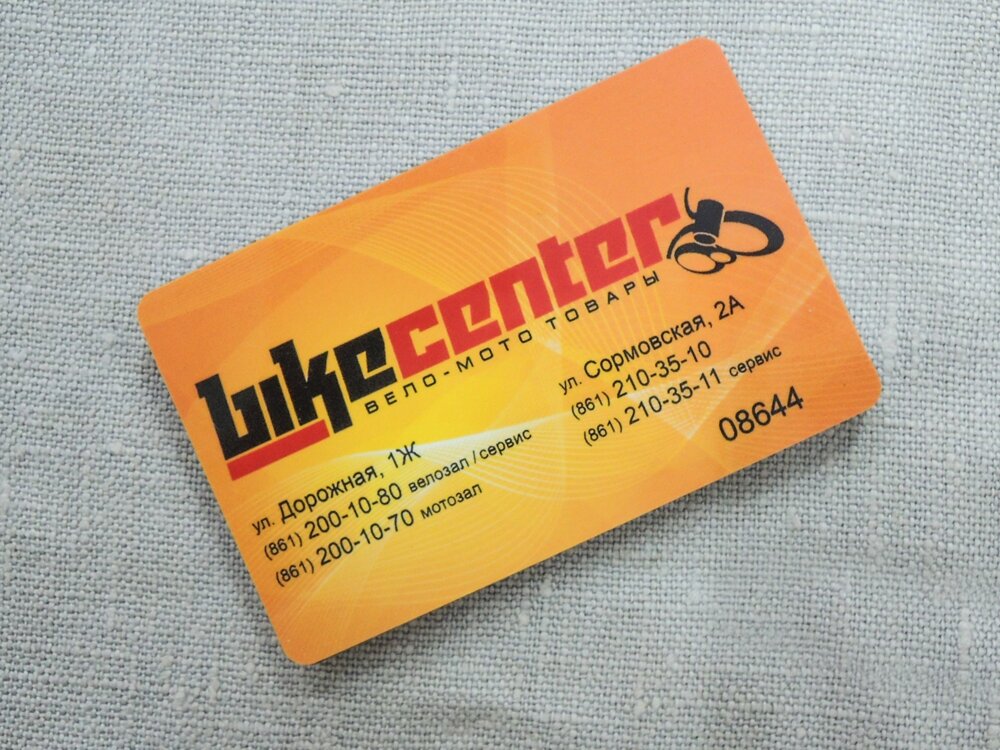 bikecenter
ВЕЛО-МОТО ТОВАРЫ
ул. Дорожная, 1Ж
(861) 200-10-80 велозал / сервис
(861) 200-10-70 мотозал
ул. Сормовская, 2А
(861) 210-35-10
(861) 210-35-11 сервис
08644